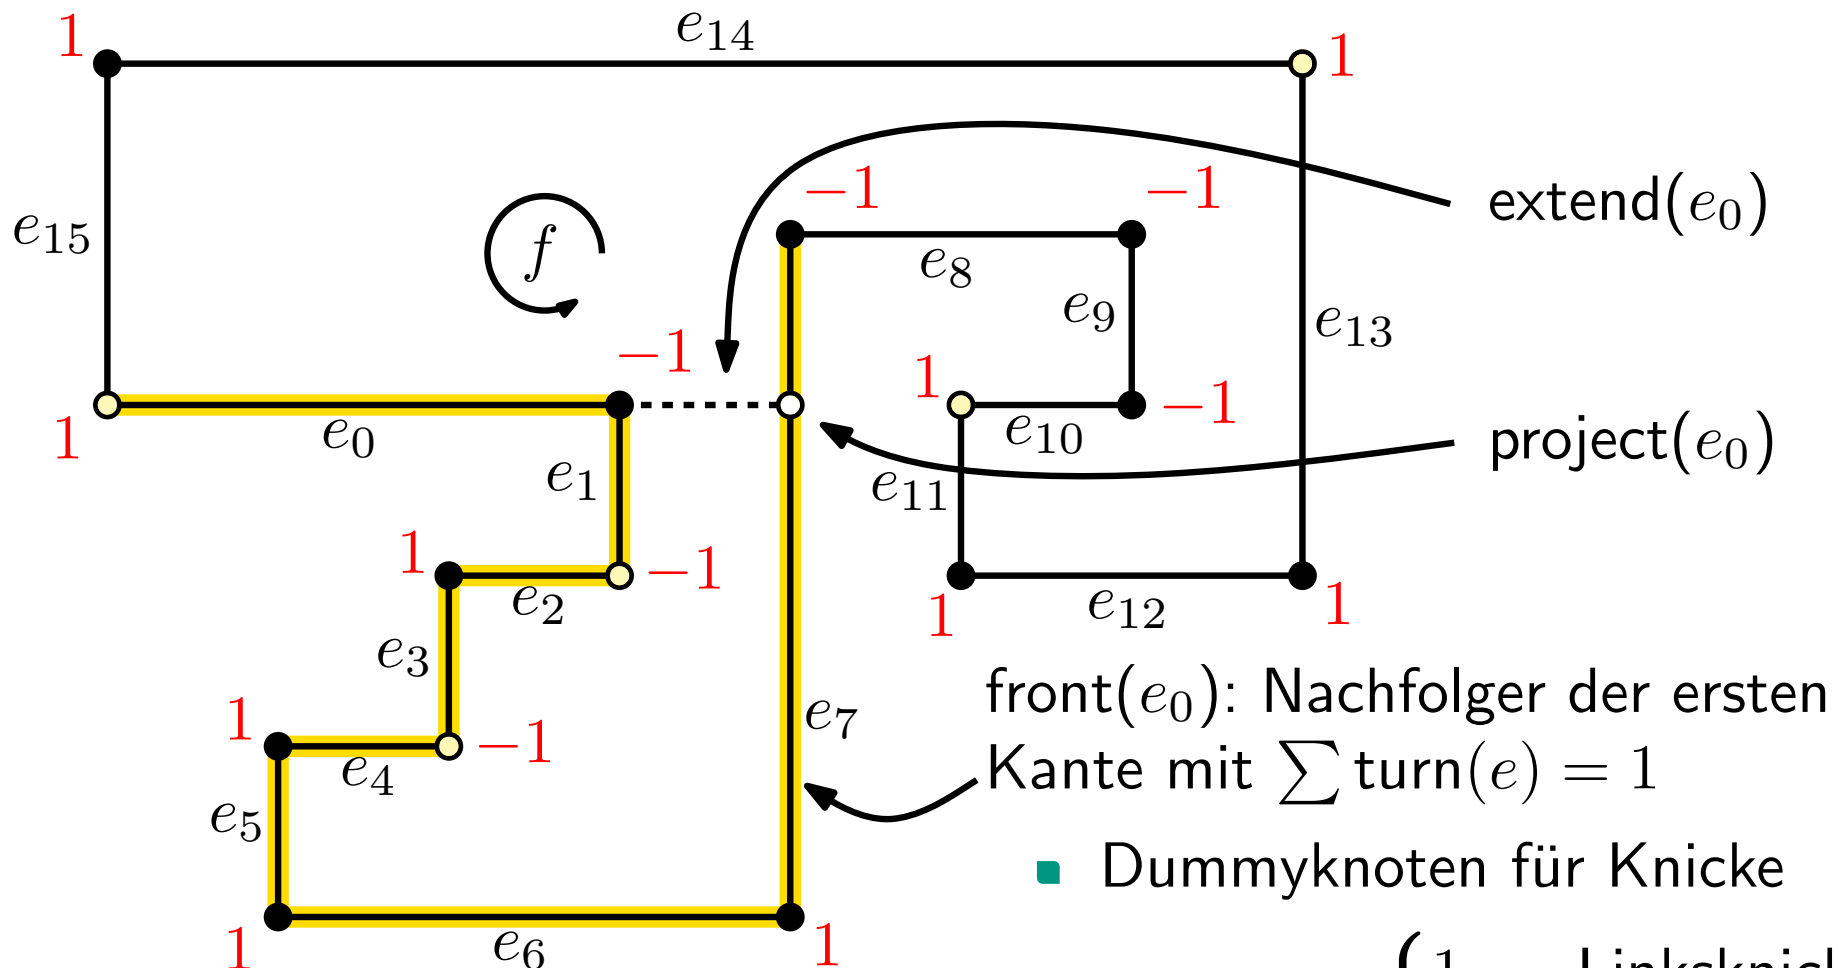 1
e₁₄
1
−1
−1
extend(e₀)
e₁₅
f
e₈
e₉
e₁₃
−1
1
−1
1
e₀
e₁₀
project(e₀)
e₁
e₁₁
1
−1
e₂
1
e₁₂
1
e₃
front(e₀): Nachfolger der ersten
Kante mit ∑ turn(e) = 1
1
−1
e₇
e₄
e₅
Dummyknoten für Knicke
1
e₆
1
{1